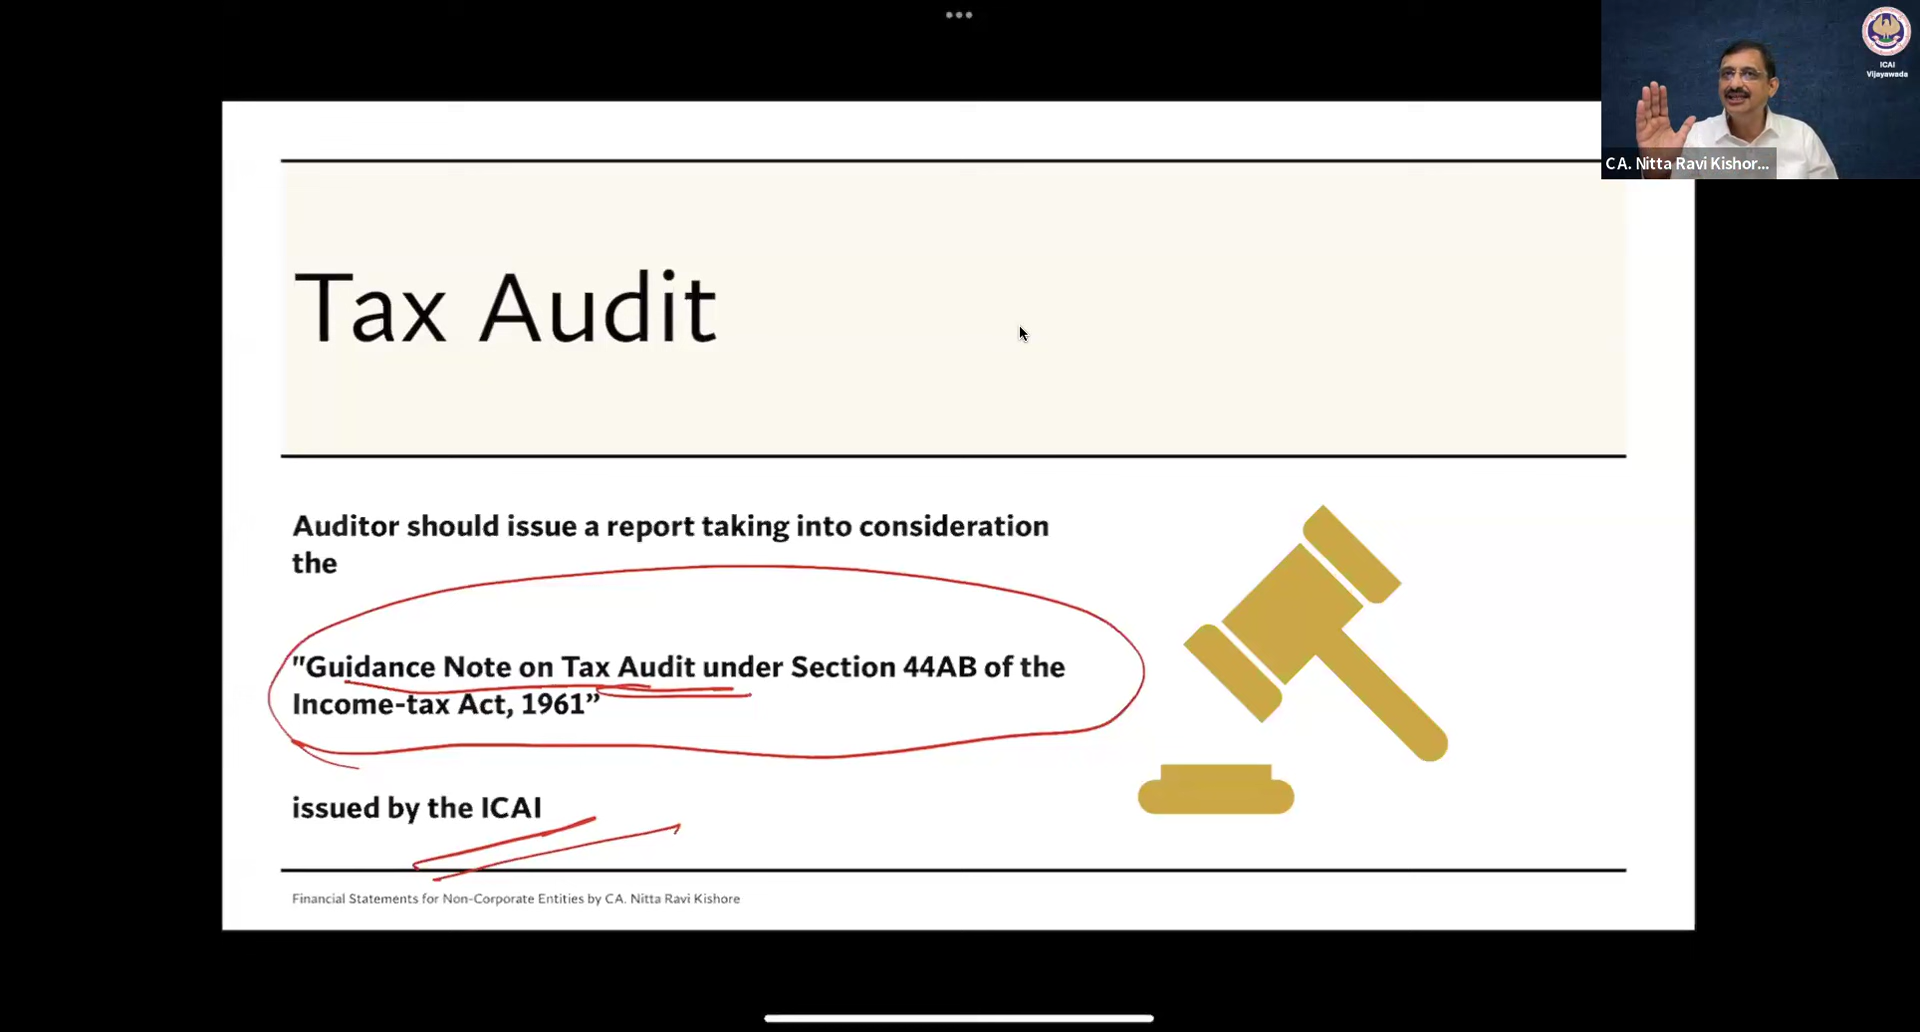 ICAI
Vijayawada
CA. Nitta Ravi Kishor...
Tax Audit
Auditor should issue a report taking into consideration
the
"Guidance Note on Tax Audit under Section 44AB of the
Income-tax Act, 1961”
issued by the ICAI
Financial Statements for Non-Corporate Entities by CA. Nitta Ravi Kishore